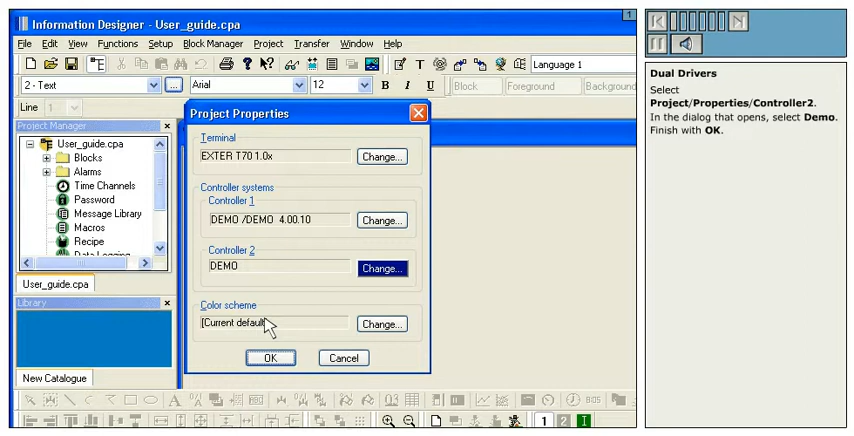 Information Designer - User_guide.cpa
1
File Edit View Functions Setup Block Manager Project Transfer Window Help
T Language 1
2 - Text ... Arial 12 B I U Block Foreground Background
Line 1
Project Manager
User_guide.cpa
Blocks
Alarms
Time Channels
Password
Message Library
Macros
Recipe
Data Logging
User_guide.cpa
Library
New Catalogue
Project Properties
Terminal
EXTER T70 1.0x Change...
Controller systems
Controller 1
DEMO /DEMO 4.00.10 Change...
Controller 2
DEMO Change...
Color scheme
[Current default Change...
OK Cancel
1 2 I
Dual Drivers
Select
Project/Properties/Controller2.
In the dialog that opens, select Demo.
Finish with OK.